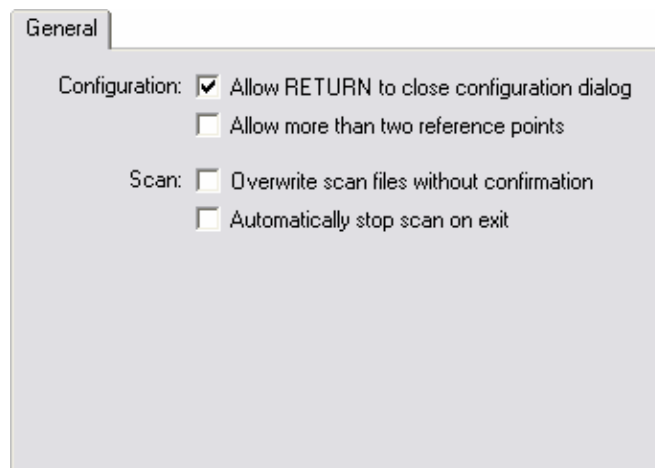 General
Configuration: Allow RETURN to close configuration dialog
Allow more than two reference points
Scan: Overwrite scan files without confirmation
Automatically stop scan on exit